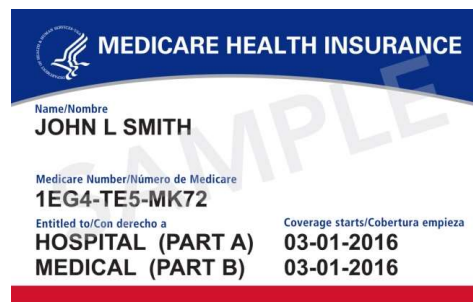 MEDICARE HEALTH INSURANCE
Name/Nombre
JOHN L SMITH
Medicare Number/Número de Medicare
1EG4-TE5-MK72
Entitled to/Con derecho a Coverage starts/Cobertura empieza
HOSPITAL (PART A) 03-01-2016
MEDICAL (PART B) 03-01-2016
SAMPLE